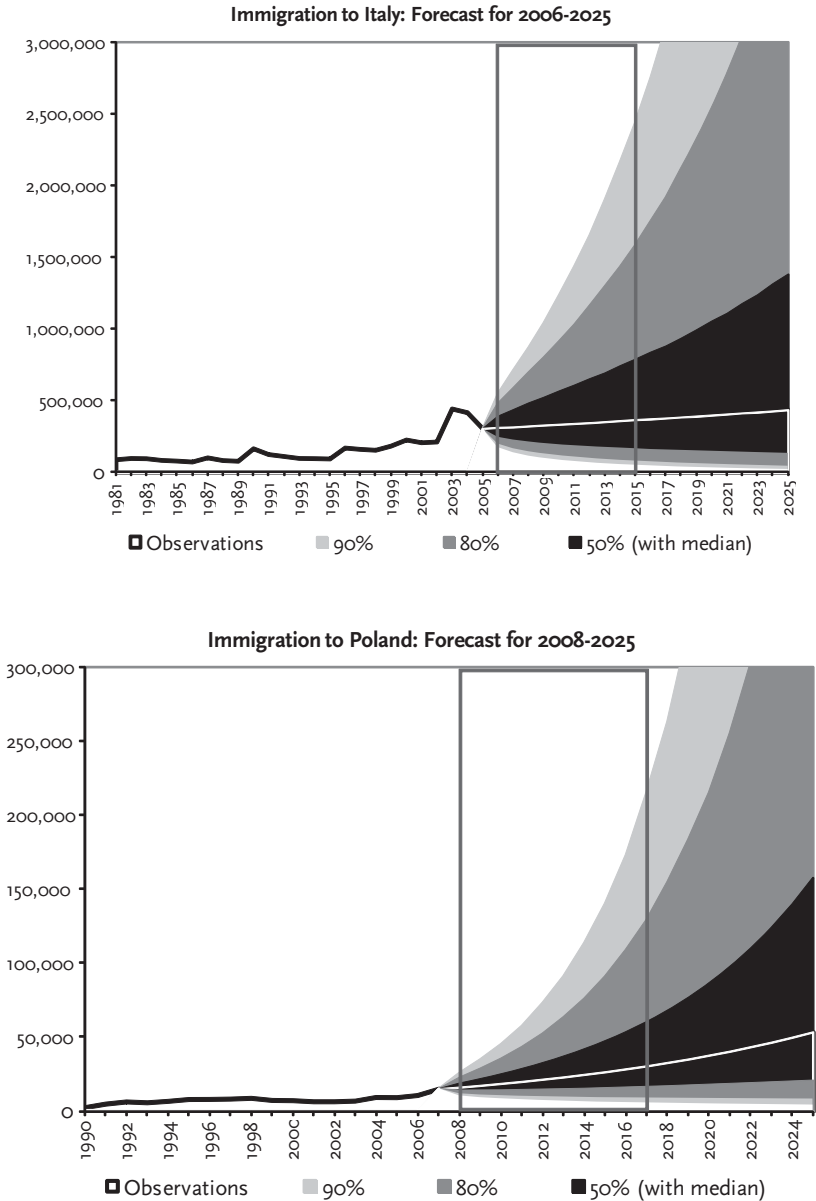 Immigration to Italy: Forecast for 2006-2025
3,000,000
2,500,000
2,000,000
1,500,000
1,000,000
500,000
0
1981 1983 1985 1987 1989 1991 1993 1995 1997 1999 2001 2003 2005 2007 2009 2011 2013 2015 2017 2019 2021 2023 2025
Observations 90% 80% 50% (with median)
Immigration to Poland: Forecast for 2008-2025
300,000
250,000
200,000
150,000
100,000
50,000
0
1990 1992 1994 1996 1998 2000 2002 2004 2006 2008 2010 2012 2014 2016 2018 2020 2022 2024
Observations 90% 80% 50% (with median)